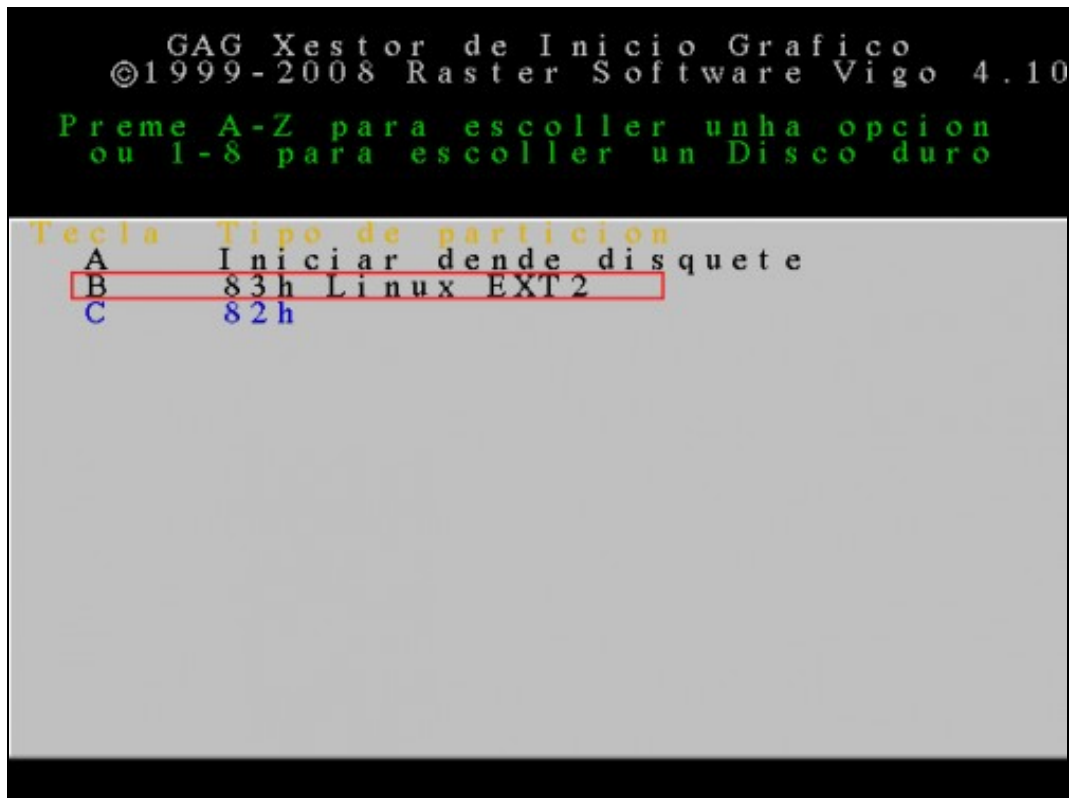 GAG Xestor de Inicio Grafico
©1999-2008 Raster Software Vigo 4.10
Preme A-Z para escoller unha opcion
ou 1-8 para escoller un Disco duro
Tecla Tipo de particion
A Iniciar dende disquete
B 83h Linux EXT2
C 82h